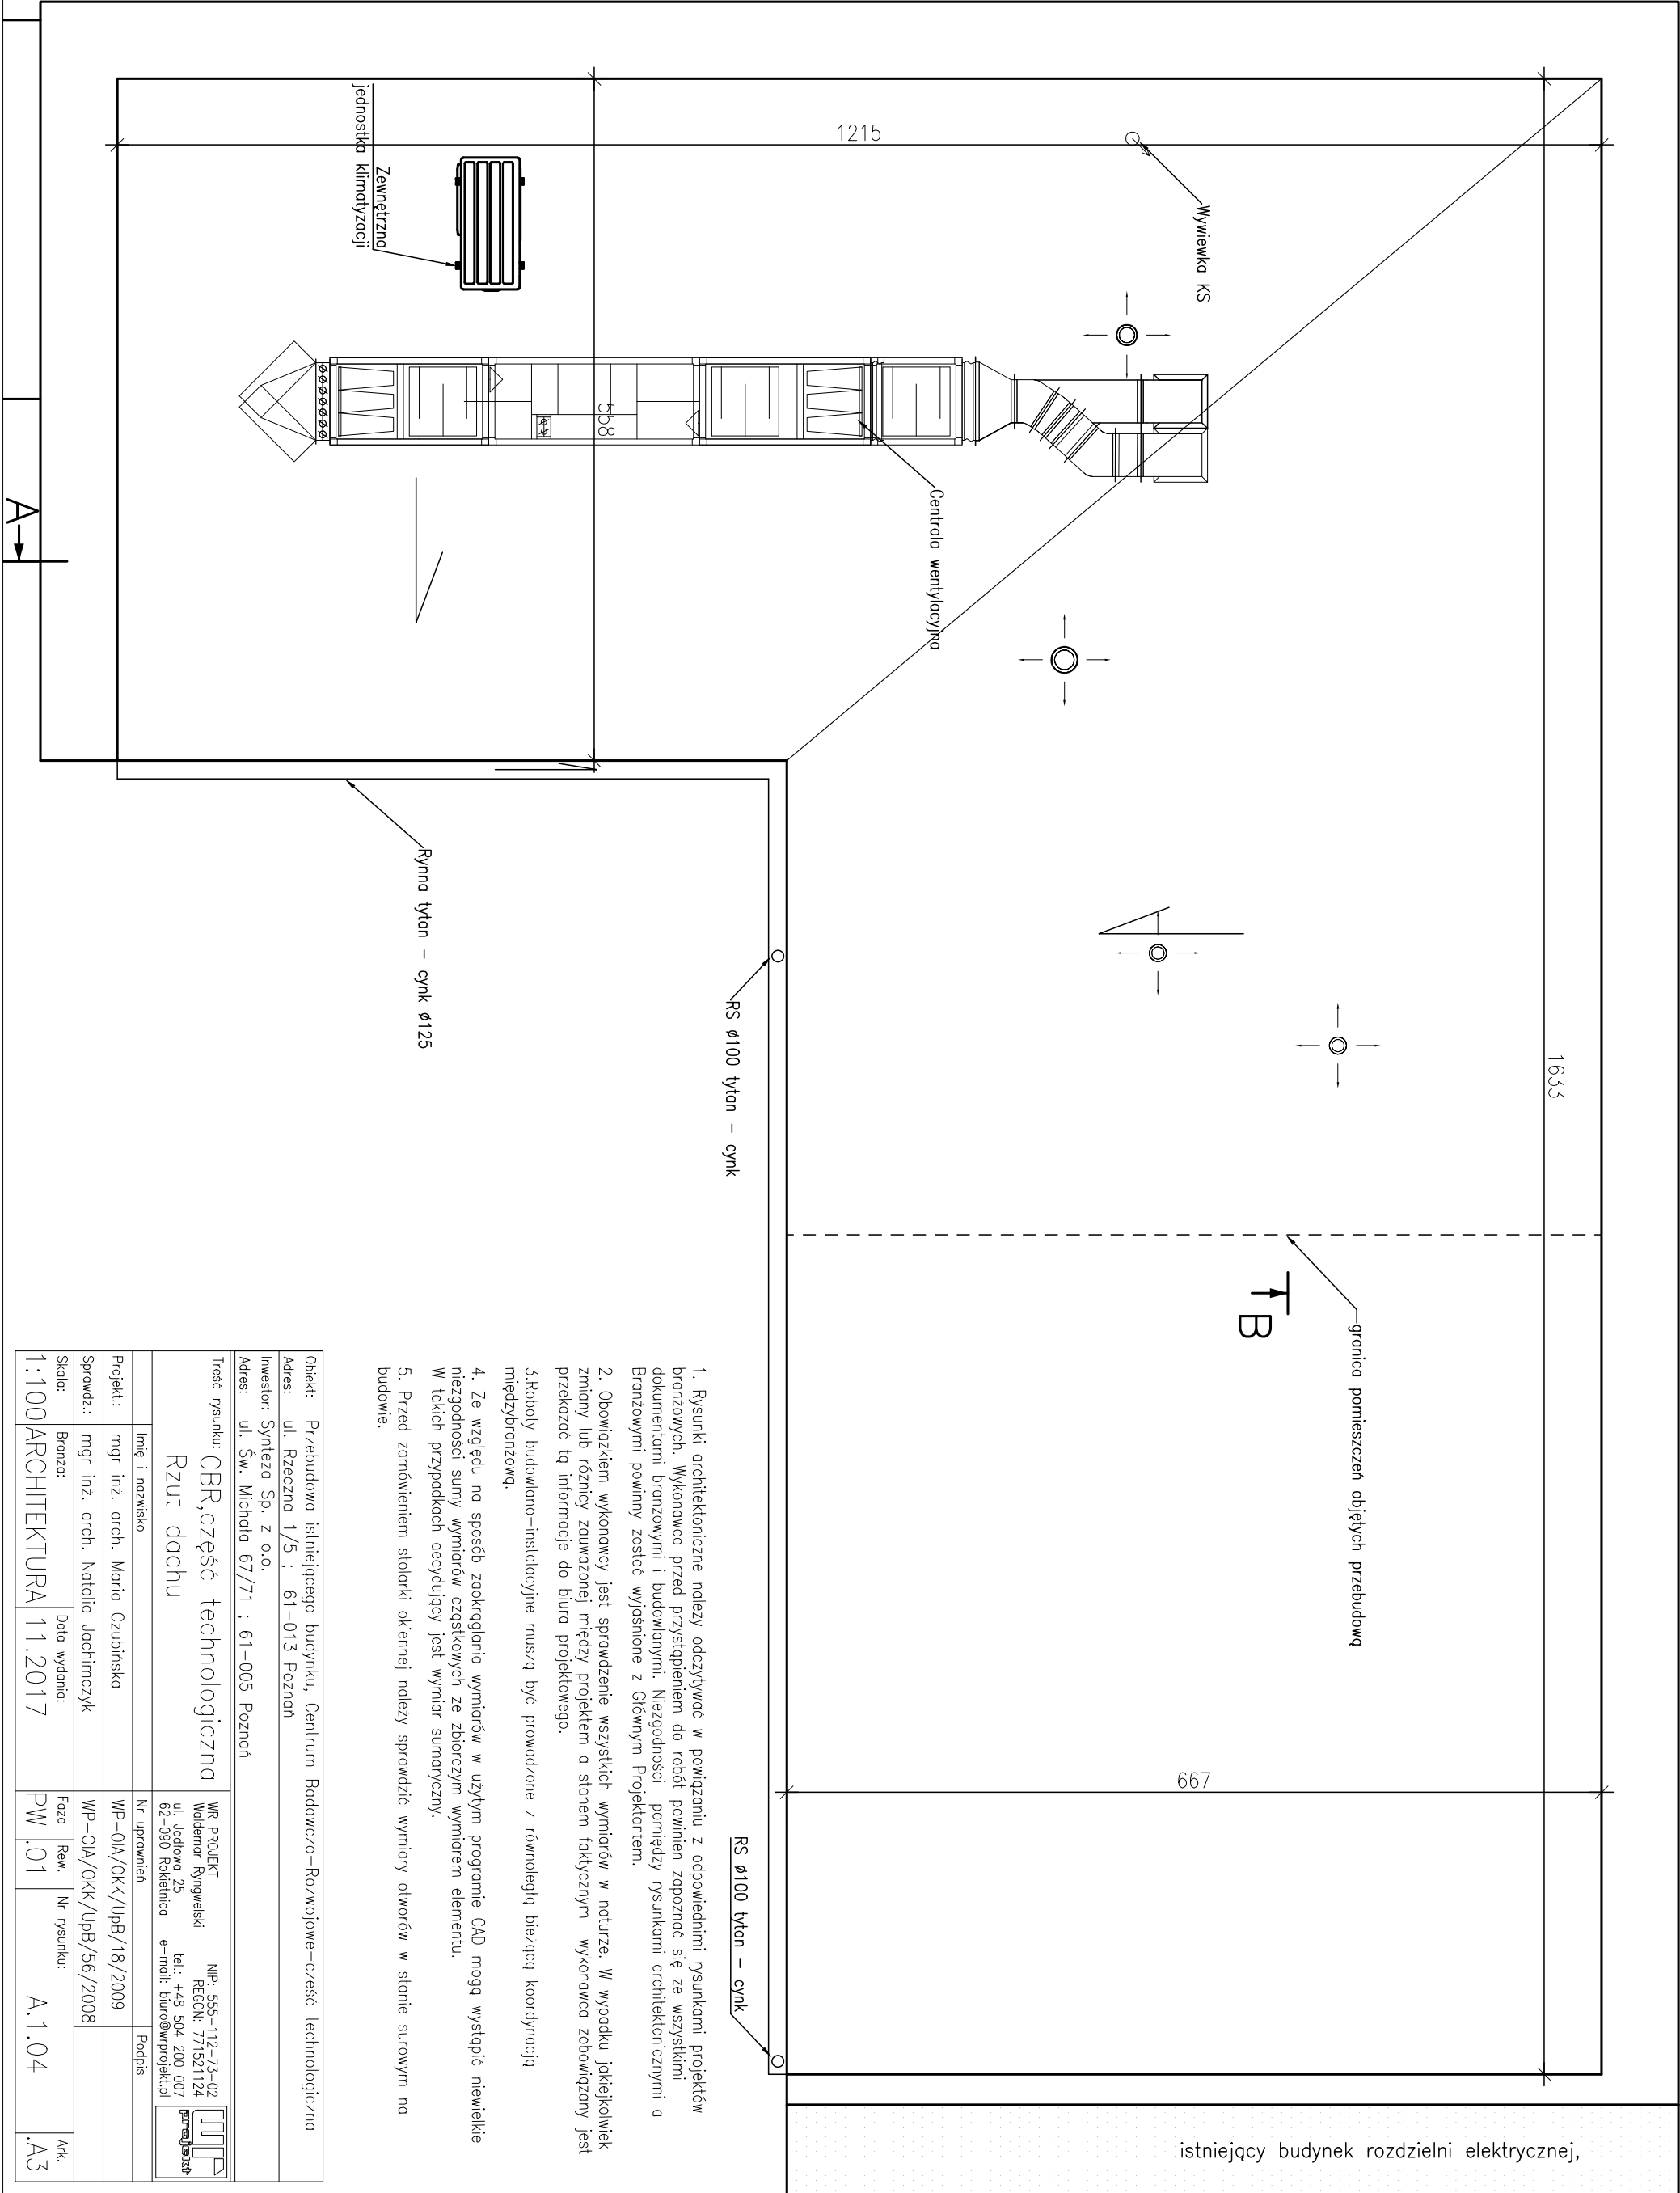 1633
1215
558
667
Wywiewka KS
Zewnętrzna
jednostka klimatyzacji
Centrala wentylacyjna
Rynna tytan - cynk ø125
RS ø100 tytan - cynk
RS ø100 tytan - cynk
granica pomieszczeń objętych przebudową
A
B
istniejący budynek rozdzielni elektrycznej,
1. Rysunki architektoniczne należy odczytywać w powiązaniu z odpowiednimi rysunkami projektów
branżowych. Wykonawca przed przystąpieniem do robót powinien zapoznać się ze wszystkimi
dokumentami branżowymi i budowlanymi. Niezgodności pomiędzy rysunkami architektonicznymi a
Branżowymi powinny zostać wyjaśnione z Głównym Projektantem.
2. Obowiązkiem wykonawcy jest sprawdzenie wszystkich wymiarów w naturze. W wypadku jakiejkolwiek
zmiany lub różnicy zauważonej między projektem a stanem faktycznym wykonawca zobowiązany jest
przekazać tą informacje do biura projektowego.
3.Roboty budowlano-instalacyjne muszą być prowadzone z równoległą bieżącą koordynacją
międzybranżową.
4. Ze względu na sposób zaokrąglania wymiarów w użytym programie CAD mogą wystąpić niewielkie
niezgodności sumy wymiarów cząstkowych ze zbiorczym wymiarem elementu.
W takich przypadkach decydujący jest wymiar sumaryczny.
5. Przed zamówieniem stolarki okiennej należy sprawdzić wymiary otworów w stanie surowym na
budowie.
Obiekt: Przebudowa istniejącego budynku, Centrum Badawczo-Rozwojowe-cześć technologiczna
Adres: ul. Rzeczna 1/5 ; 61-013 Poznań
Inwestor: Synteza Sp. z o.o.
Adres: ul. Św. Michała 67/71 ; 61-005 Poznań
Treść rysunku: CBR,część technologiczna
Rzut dachu
WR PROJEKT NIP: 555-112-73-02
Waldemar Ryngwelski REGON: 771521124
ul. Jodłowa 25 tel.: +48 504 200 007
62-090 Rokietnica e-mail: biuro@wrprojekt.pl
WR
projekt
Imię i nazwisko Nr uprawnień Podpis
Projekt.: mgr inż. arch. Maria Czubińska WP-OIA/OKK/UpB/18/2009
Sprawdz.: mgr inż. arch. Natalia Jachimczyk WP-OIA/OKK/UpB/56/2008
Skala: Branża: Data wydania: Faza Rew. Nr rysunku: Ark.
1:100 ARCHITEKTURA 11.2017 PW .01 A.1.04 .A3